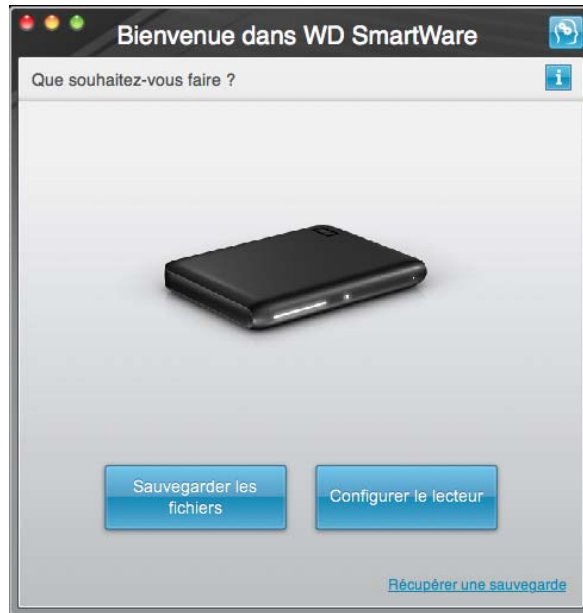 Bienvenue dans WD SmartWare
Que souhaitez-vous faire ?
Sauvegarder les
fichiers
Configurer le lecteur
Récupérer une sauvegarde